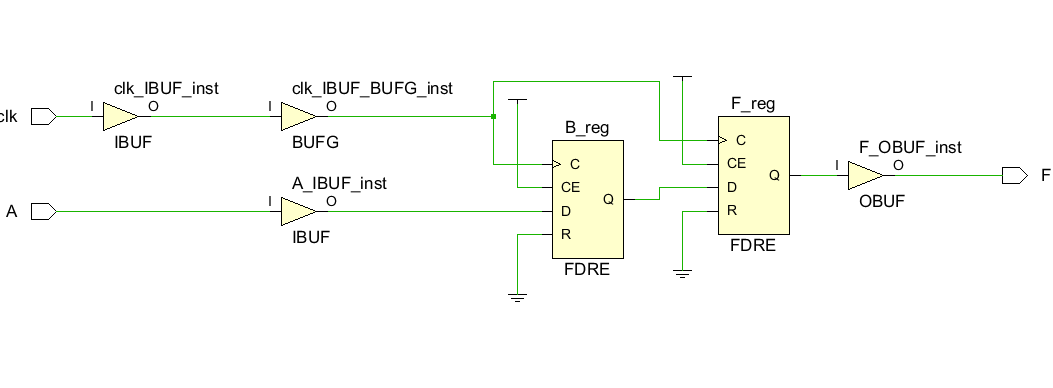 clk_IBUF_inst
clk_IBUF_BUFG_inst
F_reg
clk
I
O
I
O
IBUF
BUFG
B_reg
C
CE
D
R
Q
FDRE
F_OBUF_inst
I
O
OBUF
F
C
CE
D
R
Q
FDRE
A_IBUF_inst
A
I
O
IBUF